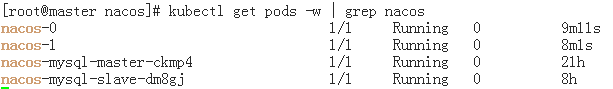 [root@master nacos]# kubectl get pods -w | grep nacos
nacos-0 1/1 Running 0 9m11s
nacos-1 1/1 Running 0 8m1s
nacos-mysql-master-ckmp4 1/1 Running 0 21h
nacos-mysql-slave-dm8gj 1/1 Running 0 8h